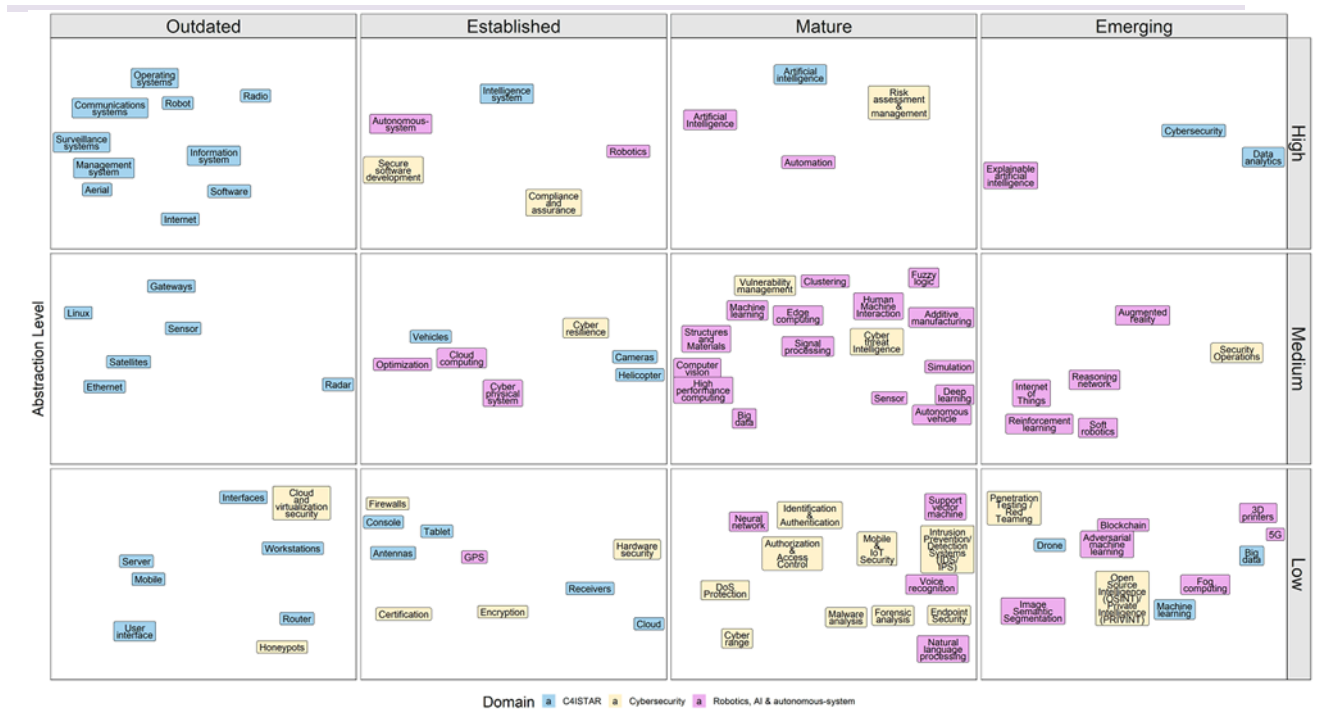 Outdated
Established
Mature
Emerging
Abstraction Level
High
Operating
systems
Communications
systems
Robot
Radio
Surveillance
systems
Information
system
Management
system
Aerial
Software
Internet
Intelligence
system
Autonomous-
system
Robotics
Secure
software
development
Compliance
and
assurance
Artificial
intelligence
Risk
assessment
&
management
Artificial
Intelligence
Automation
Cybersecurity
Data
analytics
Explainable
artificial
intelligence
Medium
Gateways
Linux
Sensor
Satellites
Ethernet
Radar
Cyber
resilience
Vehicles
Optimization
Cloud
computing
Cameras
Helicopter
Cyber
physical
system
Vulnerability
management
Clustering
Fuzzy
logic
Machine
learning
Edge
computing
Human
Machine
Interaction
Additive
manufacturing
Structures
and
Materials
Signal
processing
Cyber
threat
Intelligence
Computer
vision
Simulation
High
performance
computing
Sensor
Deep
learning
Big
data
Autonomous
vehicle
Augmented
reality
Security
Operations
Internet
of
Things
Reasoning
network
Reinforcement
learning
Soft
robotics
Low
Interfaces
Cloud
and
virtualization
security
Workstations
Server
Mobile
User
interface
Router
Honeypots
Firewalls
Console
Tablet
Antennas
GPS
Hardware
security
Receivers
Certification
Encryption
Cloud
Neural
network
Identification
&
Authentication
Support
vector
machine
Authorization
&
Access
Control
Mobile
&
IoT
Security
Intrusion
Prevention/
Detection
Systems
(IDS/
IPS)
DoS
Protection
Voice
recognition
Malware
analysis
Forensic
analysis
Endpoint
Security
Cyber
range
Natural
language
processing
Penetration
Testing /
Red
Teaming
Blockchain
3D
printers
Drone
Adversarial
machine
learning
5G
Big
data
Open
Source
Intelligence
(OSINT)/
Private
Intelligence
(PRIVINT)
Fog
computing
Image
Semantic
Segmentation
Machine
learning
Domain a C4ISTAR a Cybersecurity a Robotics, AI & autonomous-system